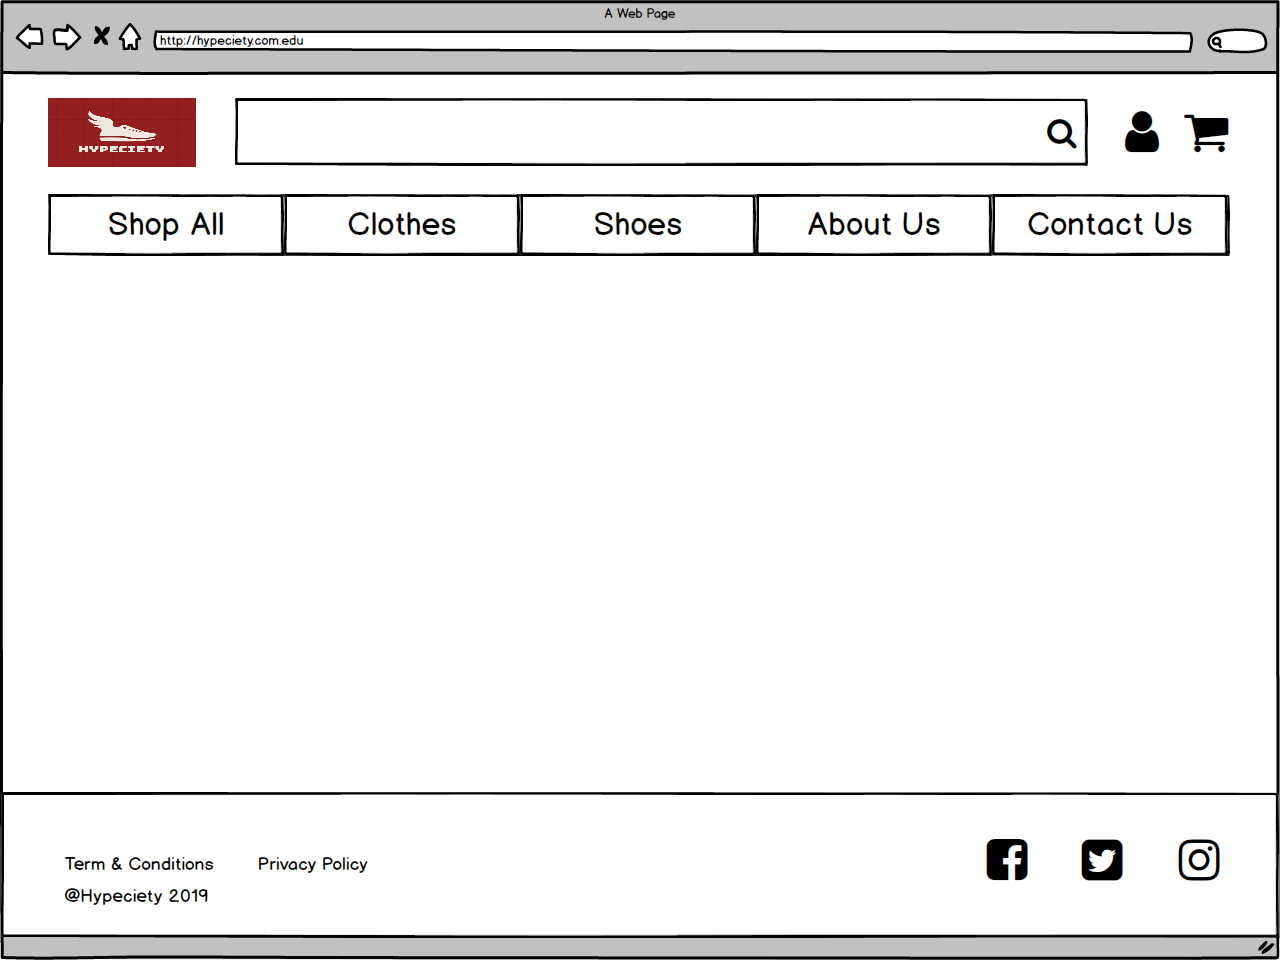 A Web Page
http://hypeciety.com.edu
HYPECIETY
Shop All
Clothes
Shoes
About Us
Contact Us
Term & Conditions
Privacy Policy
@Hypeciety 2019